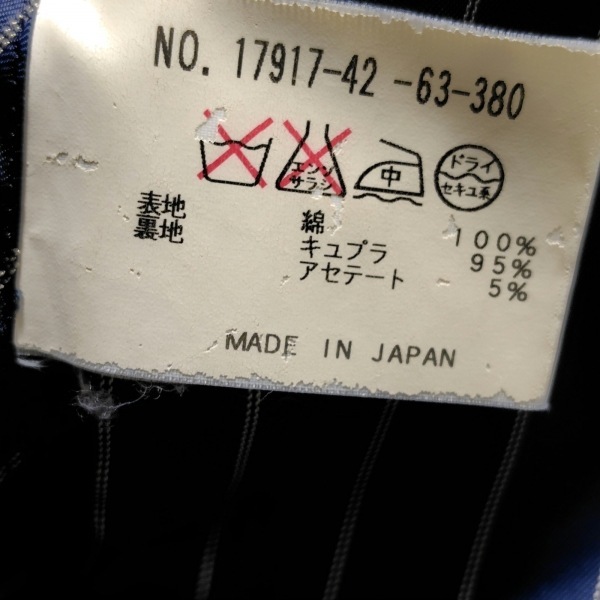 NO. 17917-42 -63-380
エンソ サラシ 中 ドライ セキユ系
表地 綿 100%
裏地 キュプラ 95%
アセテート 5%
MADE IN JAPAN